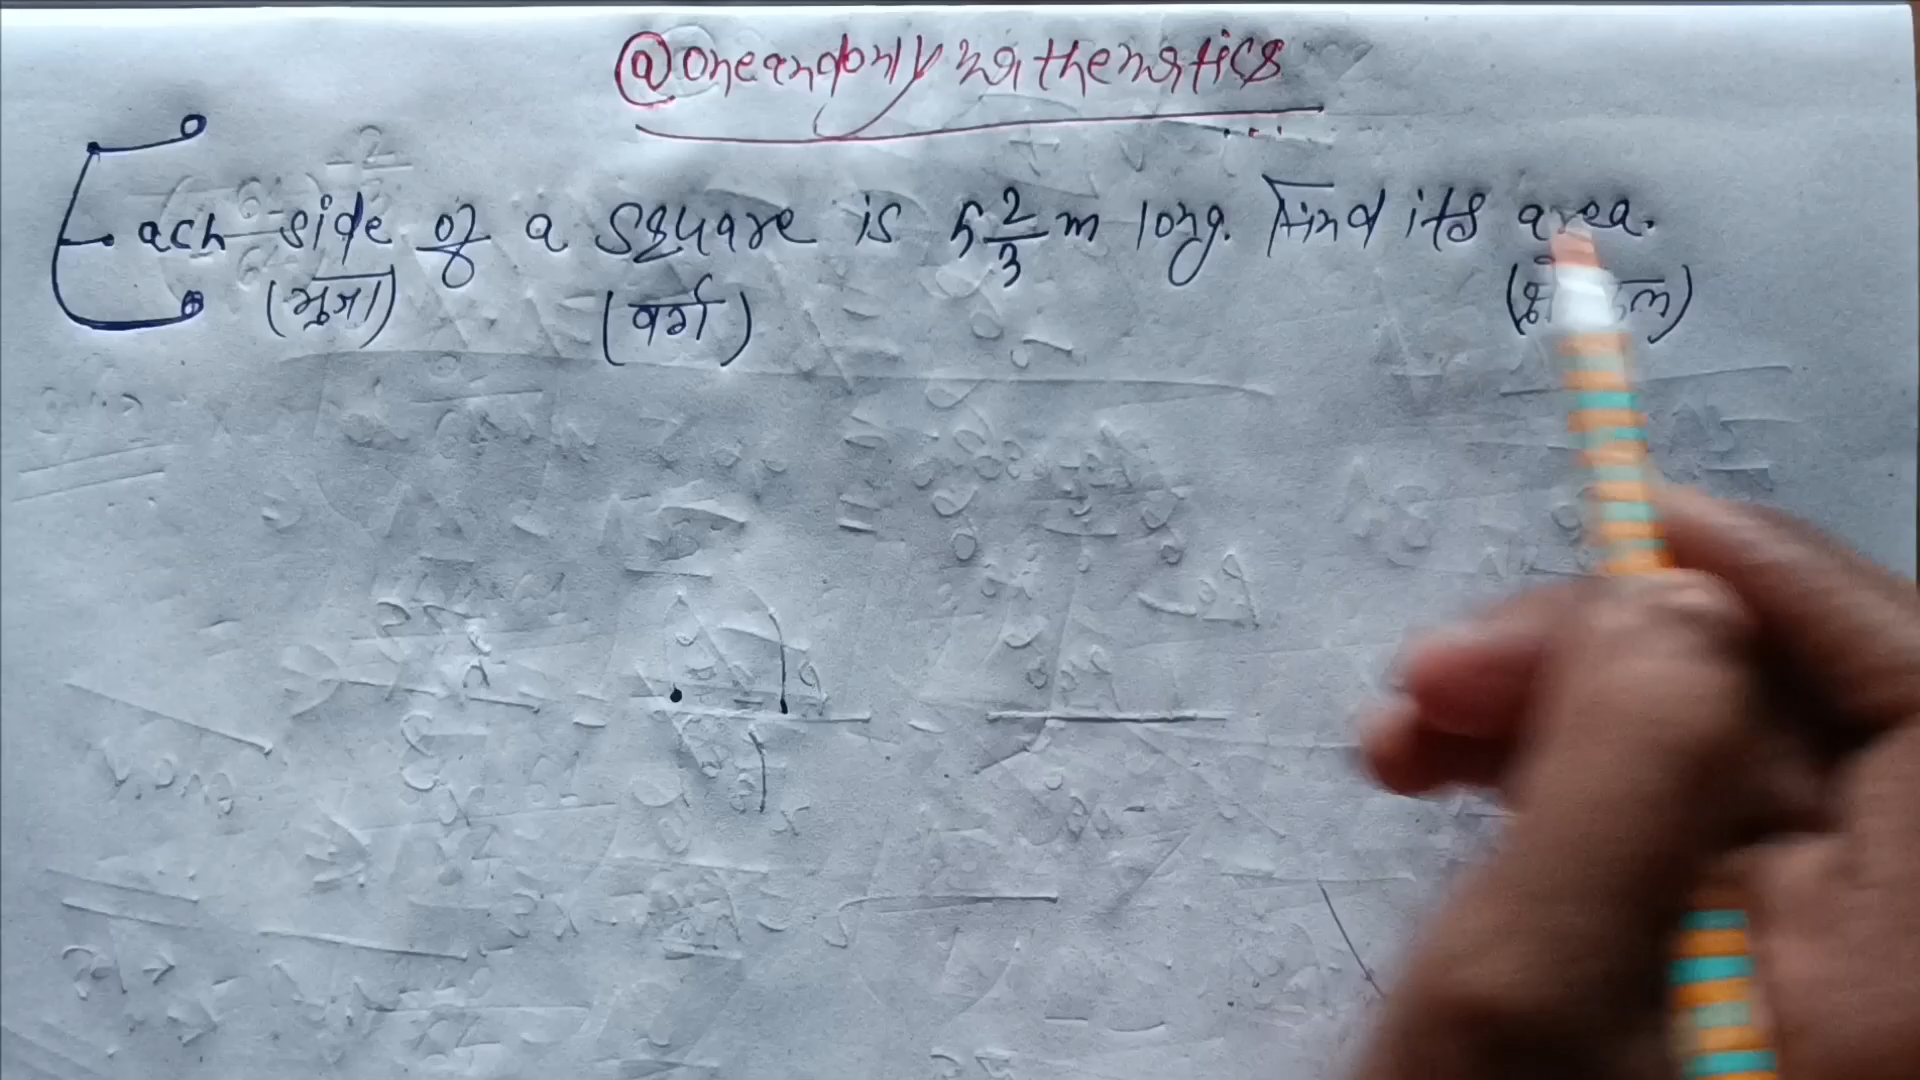 @oneandonlymathematics
Each side of a square is 5 2/3 m long. Find its area.
(भुजा) (वर्ग)